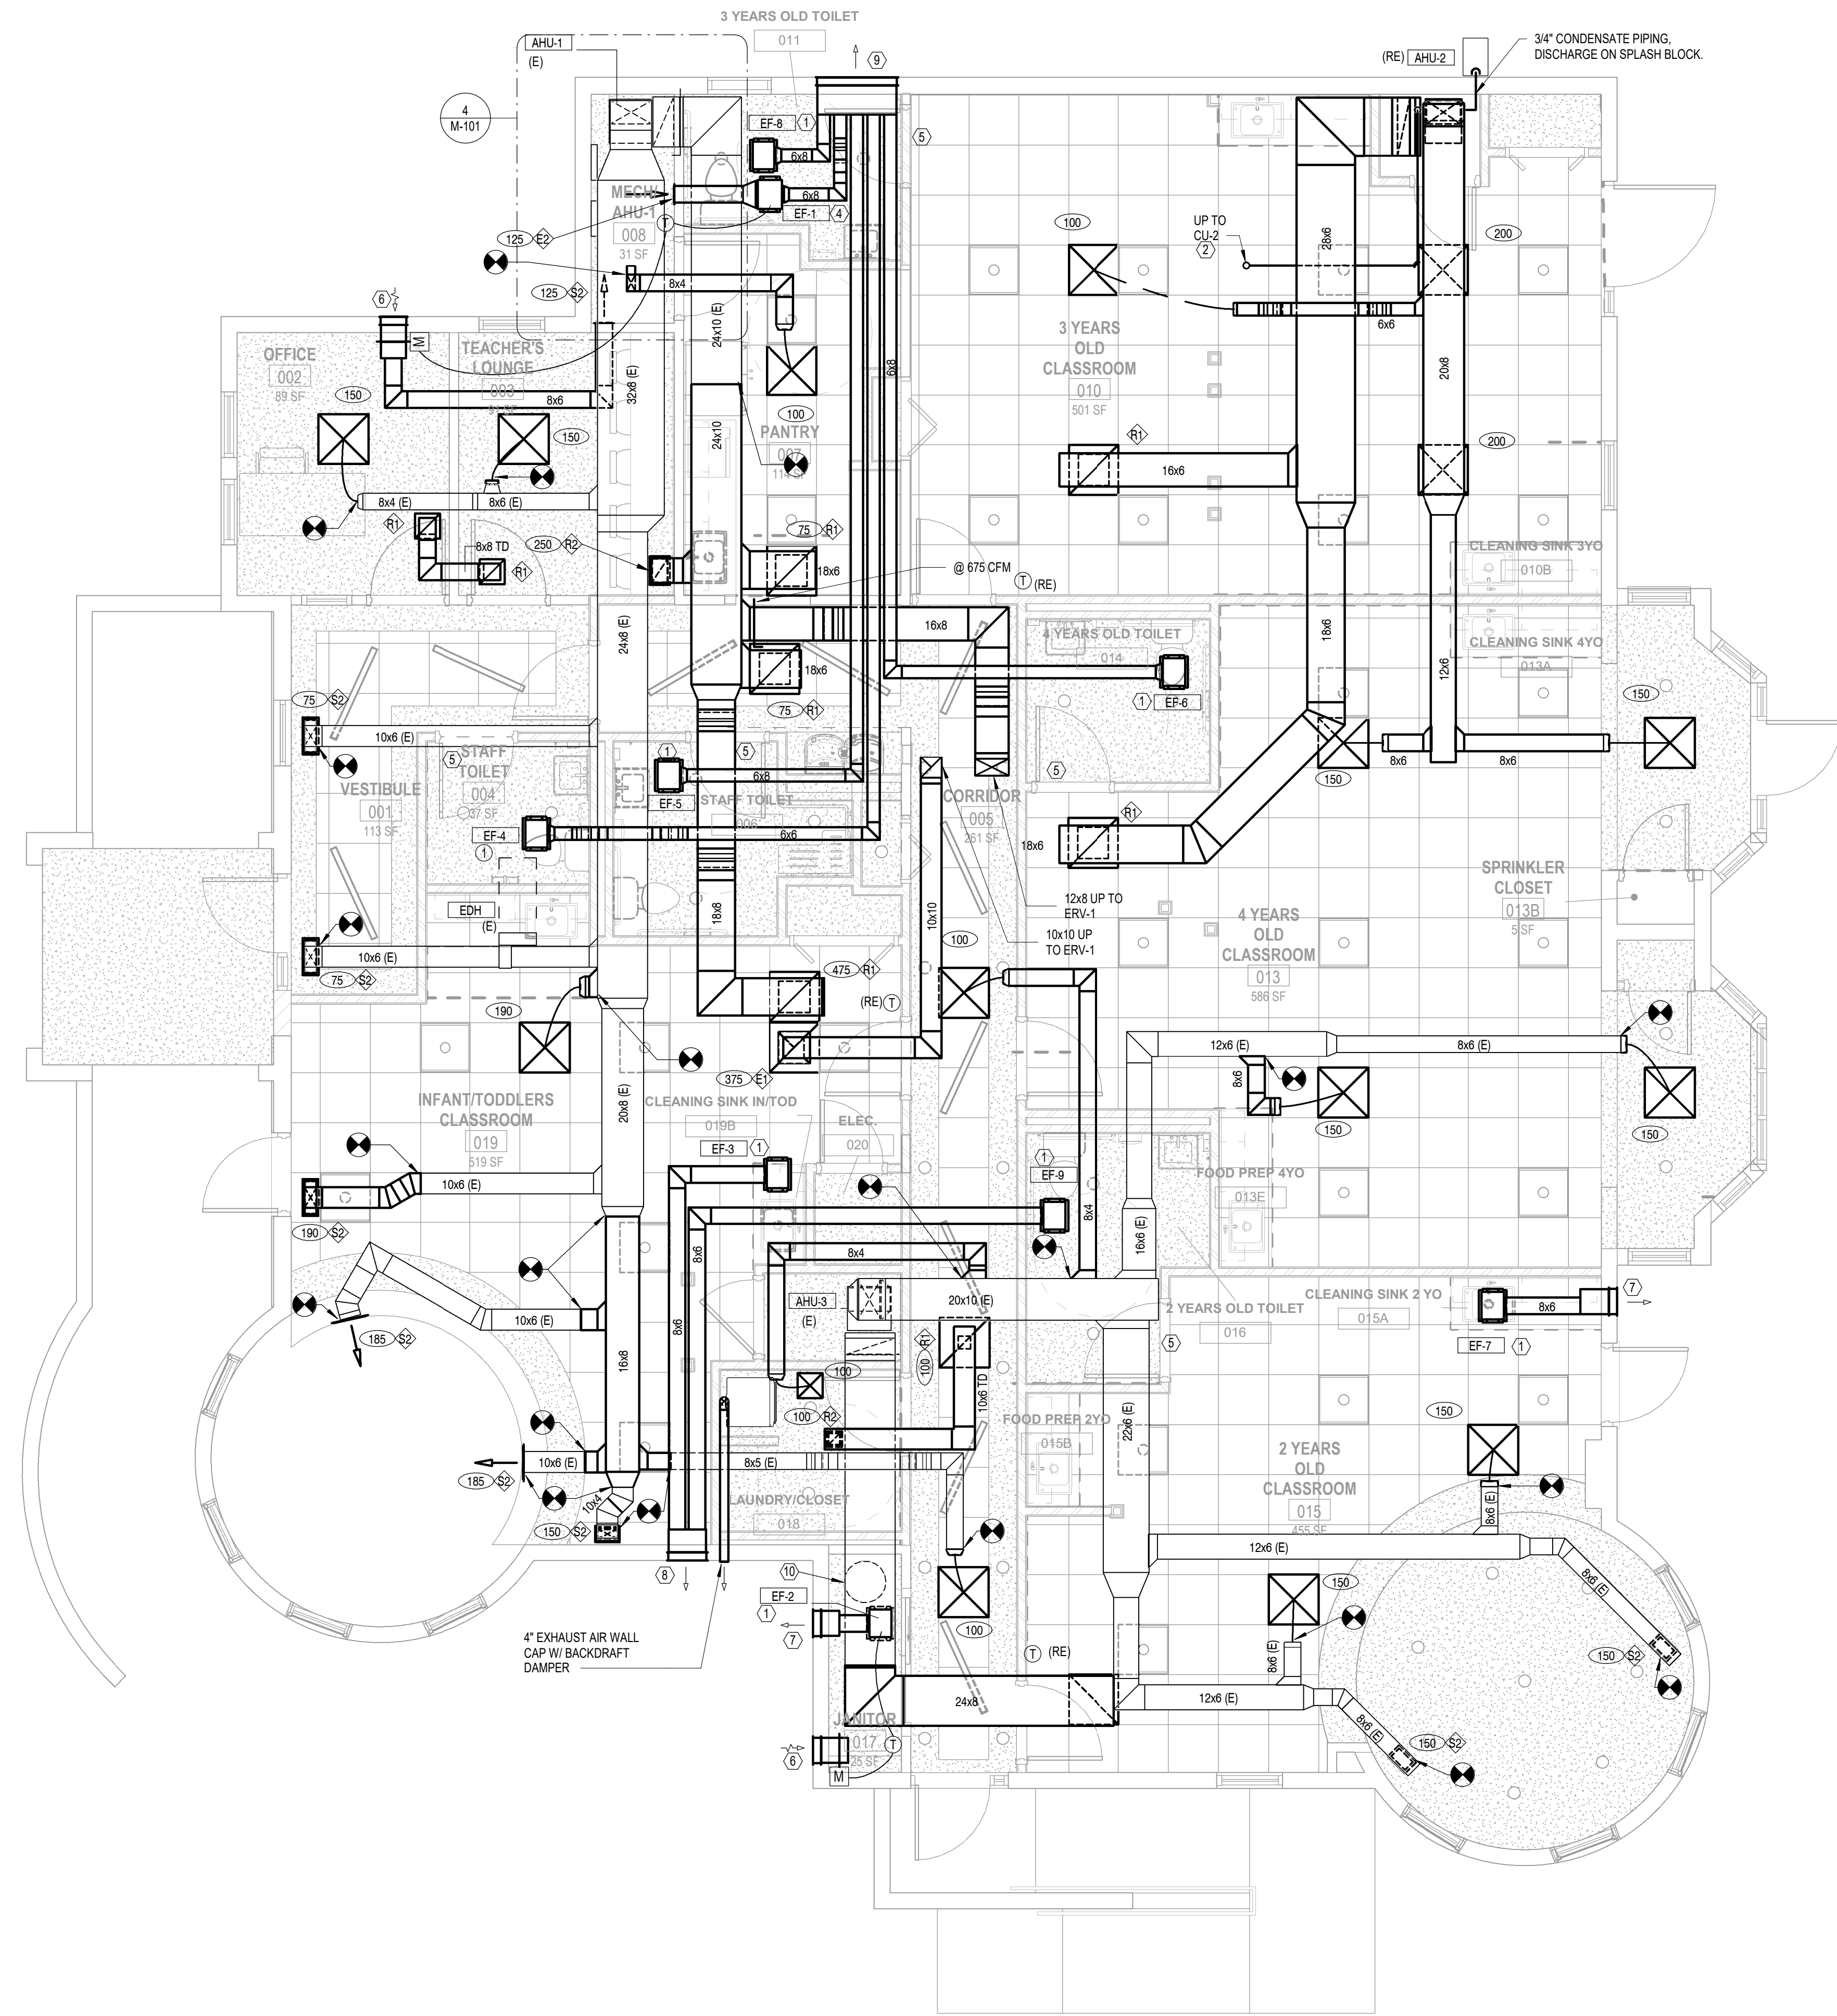 3 YEARS OLD TOILET
011
AHU-1
(E)
9
(RE)
AHU-2
3/4" CONDENSATE PIPING,
DISCHARGE ON SPLASH BLOCK.
4
M-101
EF-8
1
5
6x8
MECH/
AHU-1
008
31 SF
6x8
EF-1
4
T
125
E2
100
UP TO
CU-2
2
200
28x6
8x4
125
S2
6
24x10 (E)
6x6
M
OFFICE
002
89 SF
TEACHER'S
LOUNGE
003
91 SF
32x8 (E)
6x8
3 YEARS
OLD
CLASSROOM
010
501 SF
20x8
150
8x6
150
100
PANTRY
007
114 SF
24x10
R1
200
16x6
8x4 (E)
8x6 (E)
R1
8x8 TD
R1
250
R2
75
R1
18x6
@ 675 CFM
T
(RE)
CLEANING SINK 3YO
010B
24x8 (E)
16x8
4 YEARS OLD TOILET
014
18x6
CLEANING SINK 4YO
013A
18x6
12x6
75
R1
1
EF-6
150
75
S2
10x6 (E)
5
STAFF
TOILET
004
37 SF
1
5
6x8
5
8x6
8x6
150
VESTIBULE
001
113 SF
EF-5
STAFF TOILET
006
CORRIDOR
005
261 SF
R1
EF-4
1
6x6
18x6
SPRINKLER
CLOSET
013B
5 SF
EDH
(E)
18x8
10x10
12x8 UP TO
ERV-1
4 YEARS
OLD
CLASSROOM
013
586 SF
10x10 UP
TO ERV-1
100
10x6 (E)
75
S2
475
R1
190
(RE)
T
12x6 (E)
8x6 (E)
8x6
375
E1
20x8 (E)
INFANT/TODDLERS
CLASSROOM
019
519 SF
CLEANING SINK IN/TOD
019B
ELEC.
020
150
150
EF-3
1
1
EF-9
FOOD PREP 4YO
013E
10x6 (E)
190
S2
8x4
16x6 (E)
8x6
8x4
AHU-3
(E)
20x10 (E)
2 YEARS OLD TOILET
016
CLEANING SINK 2 YO
015A
8x6
7
10x6 (E)
185
S2
8x6
16x8
R1
100
5
EF-7
1
100
10x6 TD
100
R2
FOOD PREP 2YO
015B
22x6 (E)
150
2 YEARS
OLD
CLASSROOM
015
455 SF
10x6 (E)
8x5 (E)
185
S2
10x4
LAUNDRY/CLOSET
018
8x6 (E)
150
S2
12x6 (E)
8
10
8x6 (E)
EF-2
1
7
150
100
4" EXHAUST AIR WALL
CAP W/ BACKDRAFT
DAMPER
T
(RE)
8x6 (E)
150
S2
24x8
12x6 (E)
JANITOR
017
25 SF
T
8x6 (E)
150
S2
6
M